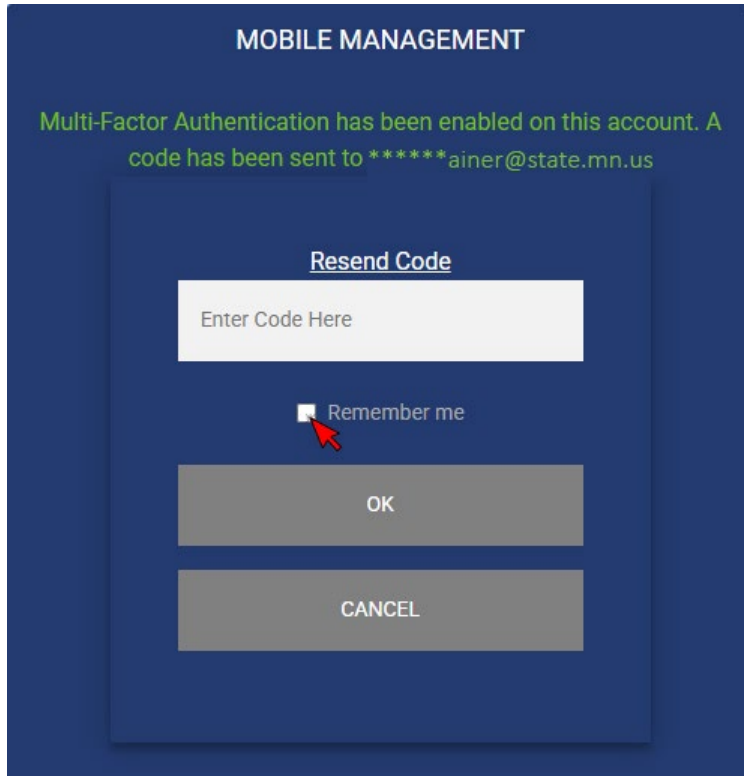 MOBILE MANAGEMENT
Multi-Factor Authentication has been enabled on this account. A
code has been sent to ******ainer@state.mn.us
Resend Code
Enter Code Here
Remember me
OK
CANCEL